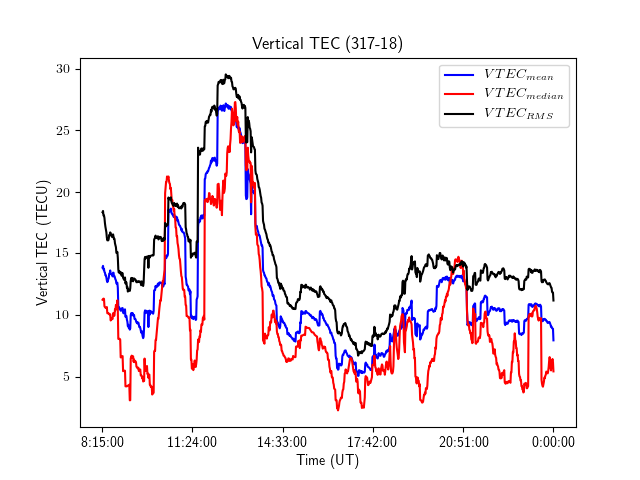 Vertical TEC (317-18)
VTEC_mean
VTEC_median
VTEC_RMS
Vertical TEC (TECU)
30
25
20
15
10
5
8:15:00 11:24:00 14:33:00 17:42:00 20:51:00 0:00:00
Time (UT)